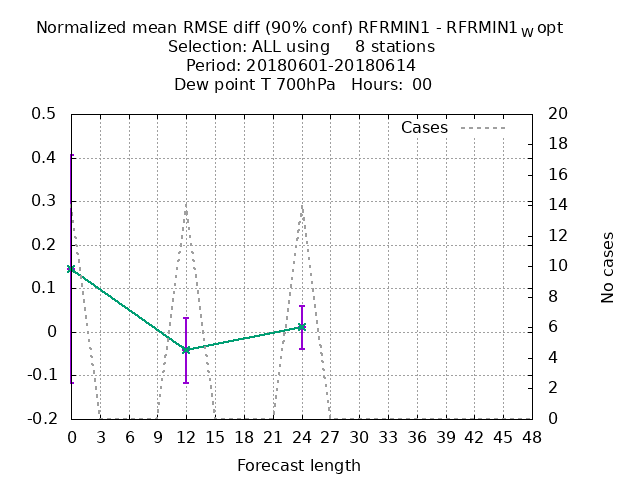 Normalized mean RMSE diff (90% conf) RFRMIN1 - RFRMIN1Wopt
Selection: ALL using 8 stations
Period: 20180601-20180614
Dew point T 700hPa Hours: 00
0.5
0.4
0.3
0.2
0.1
0
-0.1
-0.2
Cases
20
18
16
14
12
10
8
6
4
2
0
No cases
0 3 6 9 12 15 18 21 24 27 30 33 36 39 42 45 48
Forecast length